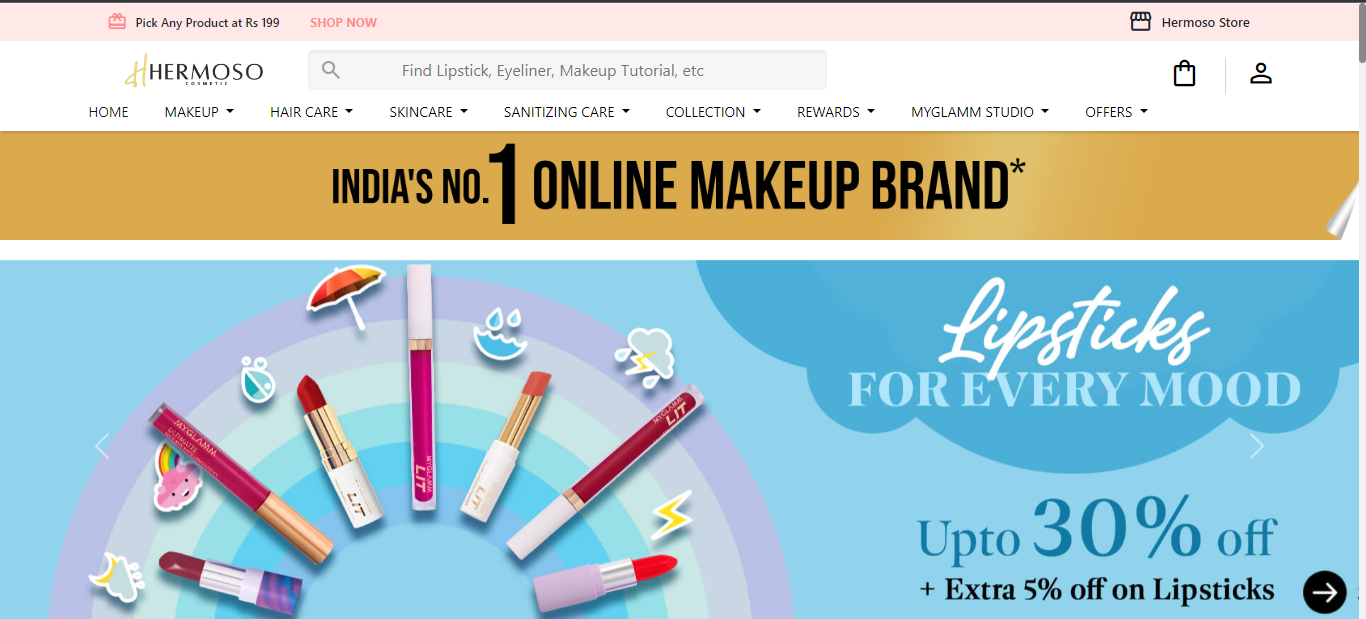 Pick Any Product at Rs 199 SHOP NOW Hermoso Store
HERMOSO
COSMETIC
Find Lipstick, Eyeliner, Makeup Tutorial, etc
HOME MAKEUP HAIR CARE SKINCARE SANITIZING CARE COLLECTION REWARDS MYGLAMM STUDIO OFFERS
INDIA'S NO.1 ONLINE MAKEUP BRAND*
Lipsticks
FOR EVERY MOOD
MYGLAMM
ULTIMATTE
LIT
MYGLAMM
LIT
LIT
MYGLAMM
LIT
Upto 30% off
+ Extra 5% off on Lipsticks